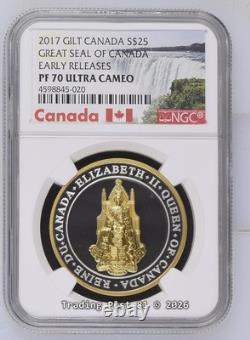 2017 GILT CANADA S$25
GREAT SEAL OF CANADA
EARLY RELEASES
PF 70 ULTRA CAMEO
4598845-020
Canada
NGC
REINE·DU·CANADA·ELIZABETH·II·QUEEN·OF·CANADA
Trading Post 81 © 2026